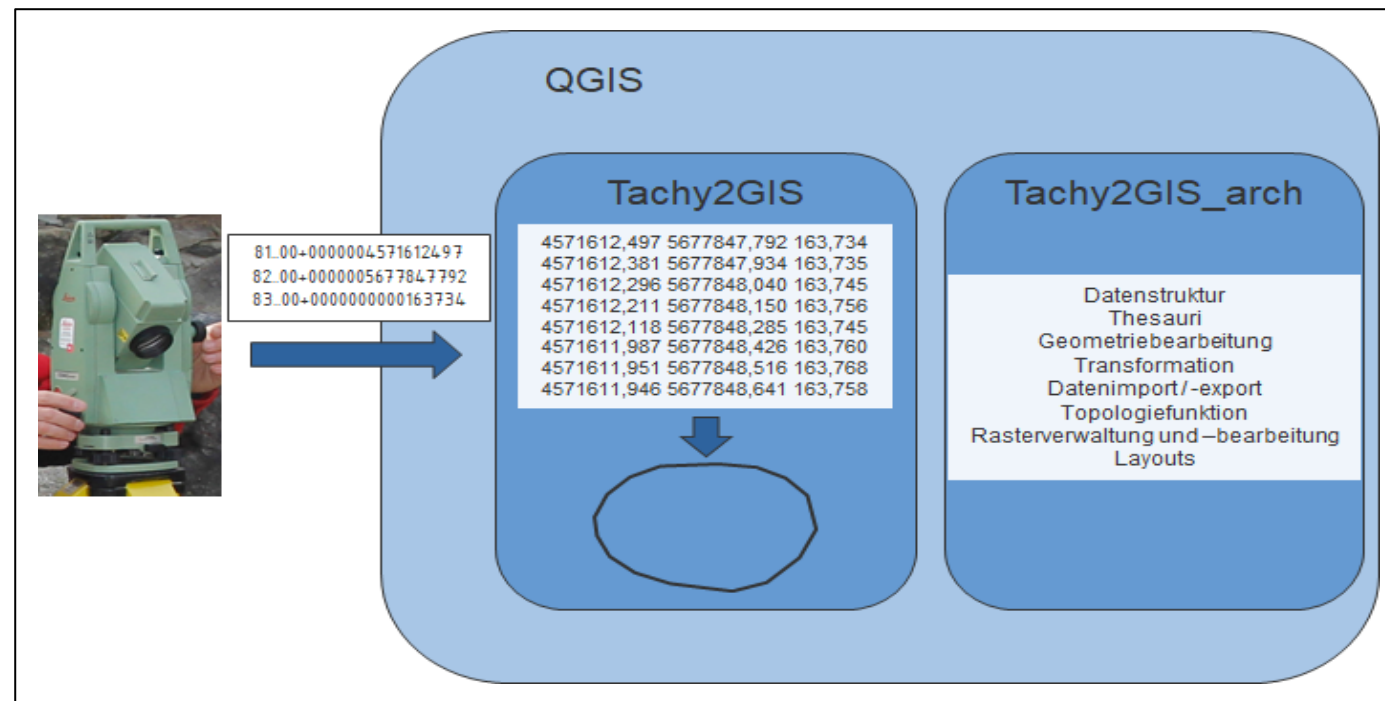 QGIS
81..00+0000004571612497
82..00+0000005677847792
83..00+0000000000163734
Tachy2GIS
4571612,497 5677847,792 163,734
4571612,381 5677847,934 163,735
4571612,296 5677848,040 163,745
4571612,211 5677848,150 163,756
4571612,118 5677848,285 163,745
4571611,987 5677848,426 163,760
4571611,951 5677848,516 163,768
4571611,946 5677848,641 163,758
Tachy2GIS_arch
Datenstruktur
Thesauri
Geometriebearbeitung
Transformation
Datenimport / -export
Topologiefunktion
Rasterverwaltung und –bearbeitung
Layouts